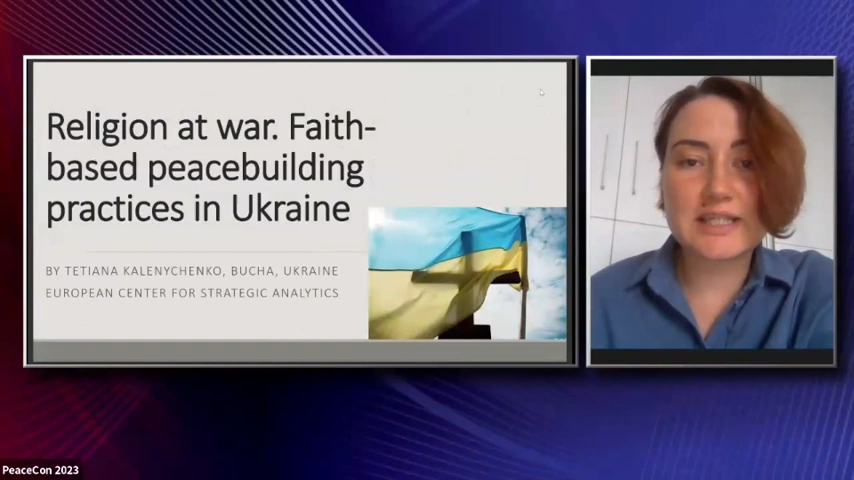 Religion at war. Faith-
based peacebuilding
practices in Ukraine
BY TETIANA KALENYCHENKO, BUCHA, UKRAINE
EUROPEAN CENTER FOR STRATEGIC ANALYTICS
PeaceCon 2023